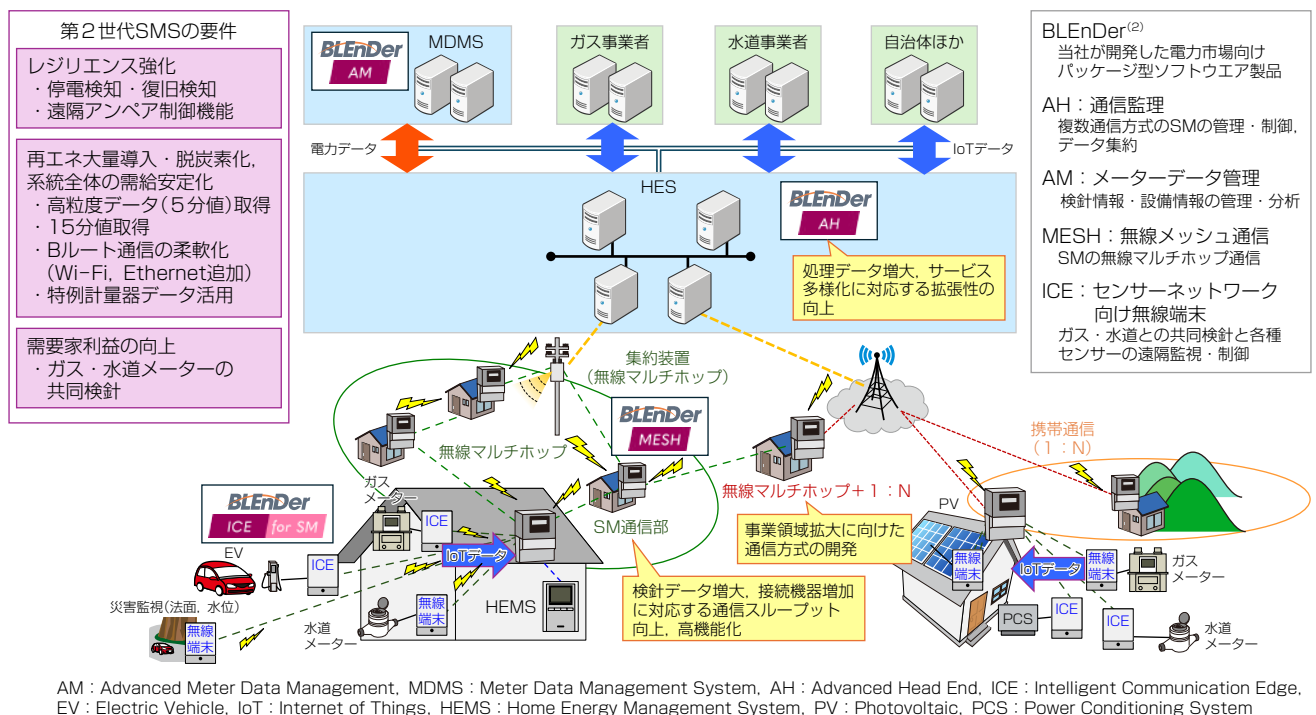 第2世代SMSの要件
レジリエンス強化
・停電検知・復旧検知
・遠隔アンペア制御機能
再エネ大量導入・脱炭素化,
系統全体の需給安定化
・高粒度データ(5分値)取得
・15分値取得
・Bルート通信の柔軟化
(Wi-Fi, Ethernet追加)
・特例計量器データ活用
需要家利益の向上
・ガス・水道メーターの
共同検針
BLEnDer
AM
MDMS
ガス事業者
水道事業者
自治体ほか
電力データ
IoTデータ
HES
BLEnDer
AH
処理データ増大, サービス
多様化に対応する拡張性の
向上
BLEnDer(2)
当社が開発した電力市場向け
パッケージ型ソフトウエア製品
AH:通信監理
複数通信方式のSMの管理・制御,
データ集約
AM:メーターデータ管理
検針情報・設備情報の管理・分析
MESH:無線メッシュ通信
SMの無線マルチホップ通信
ICE:センサーネットワーク
向け無線端末
ガス・水道との共同検針と各種
センサーの遠隔監視・制御
集約装置
(無線マルチホップ)
BLEnDer
MESH
無線マルチホップ
SM通信部
無線マルチホップ+1:N
携帯通信
(1:N)
事業領域拡大に向けた
通信方式の開発
検針データ増大, 接続機器増加
に対応する通信スループット
向上, 高機能化
BLEnDer
ICE for SM
ガス
メーター
ICE
EV
ICE
IoTデータ
災害監視(法面, 水位)
無線
端末
水道
メーター
無線
端末
HEMS
PV
無線
端末
IoTデータ
無線
端末
ガス
メーター
PCS
ICE
ICE
水道
メーター
AM:Advanced Meter Data Management, MDMS:Meter Data Management System, AH:Advanced Head End, ICE:Intelligent Communication Edge,
EV:Electric Vehicle, IoT:Internet of Things, HEMS:Home Energy Management System, PV:Photovoltaic, PCS:Power Conditioning System